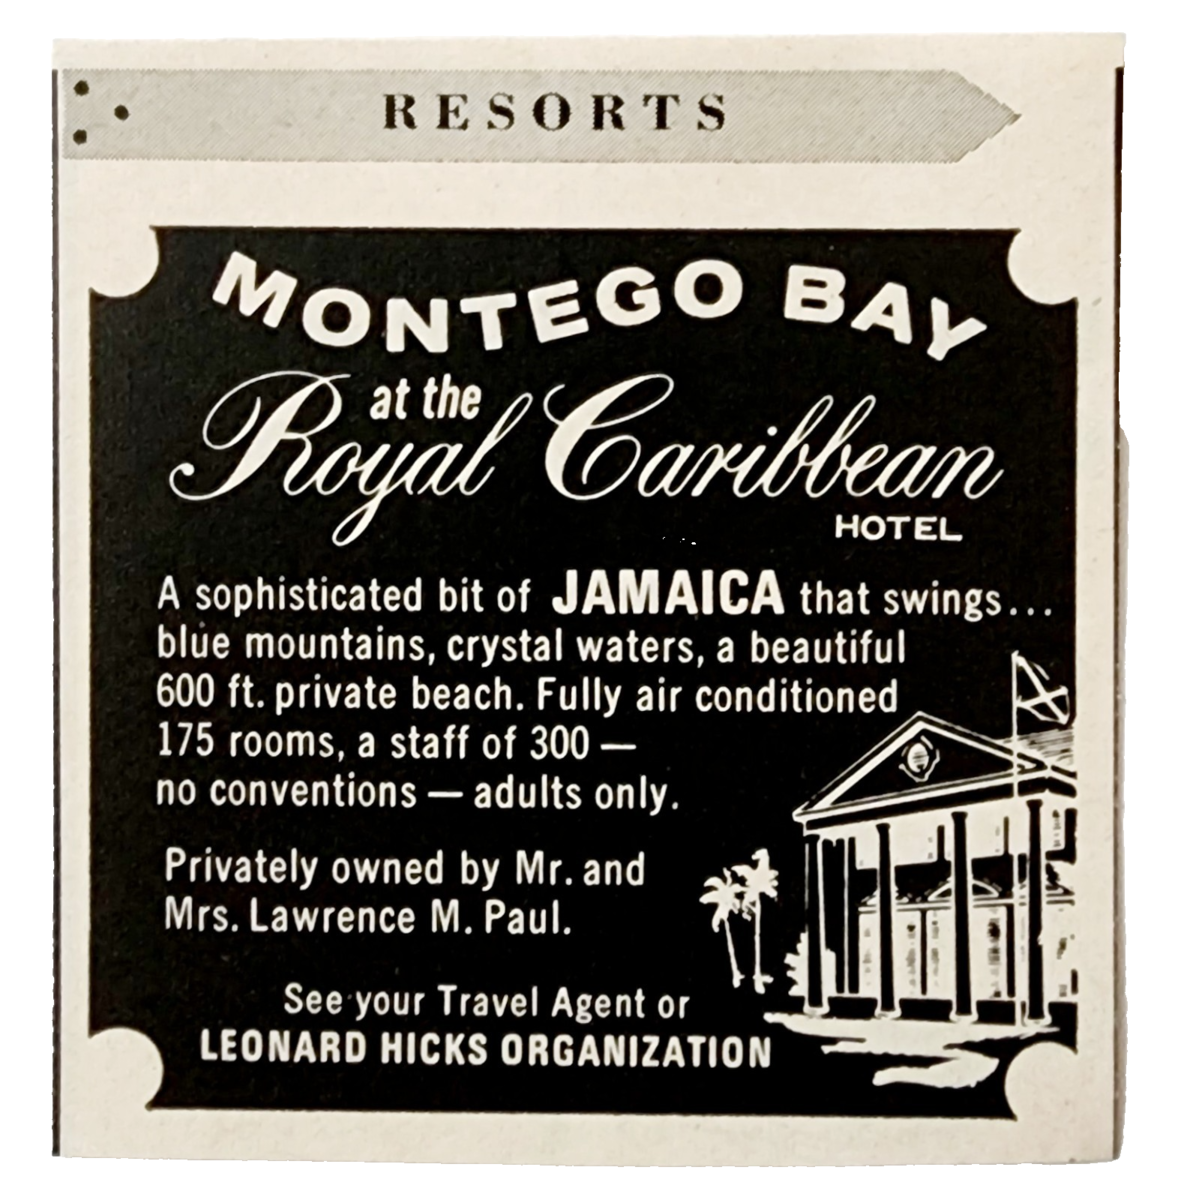 RESORTS
MONTEGO BAY
at the
Royal Caribbean
HOTEL
A sophisticated bit of JAMAICA that swings...
blue mountains, crystal waters, a beautiful
600 ft. private beach. Fully air conditioned
175 rooms, a staff of 300 —
no conventions — adults only.
Privately owned by Mr. and
Mrs. Lawrence M. Paul.
See your Travel Agent or
LEONARD HICKS ORGANIZATION